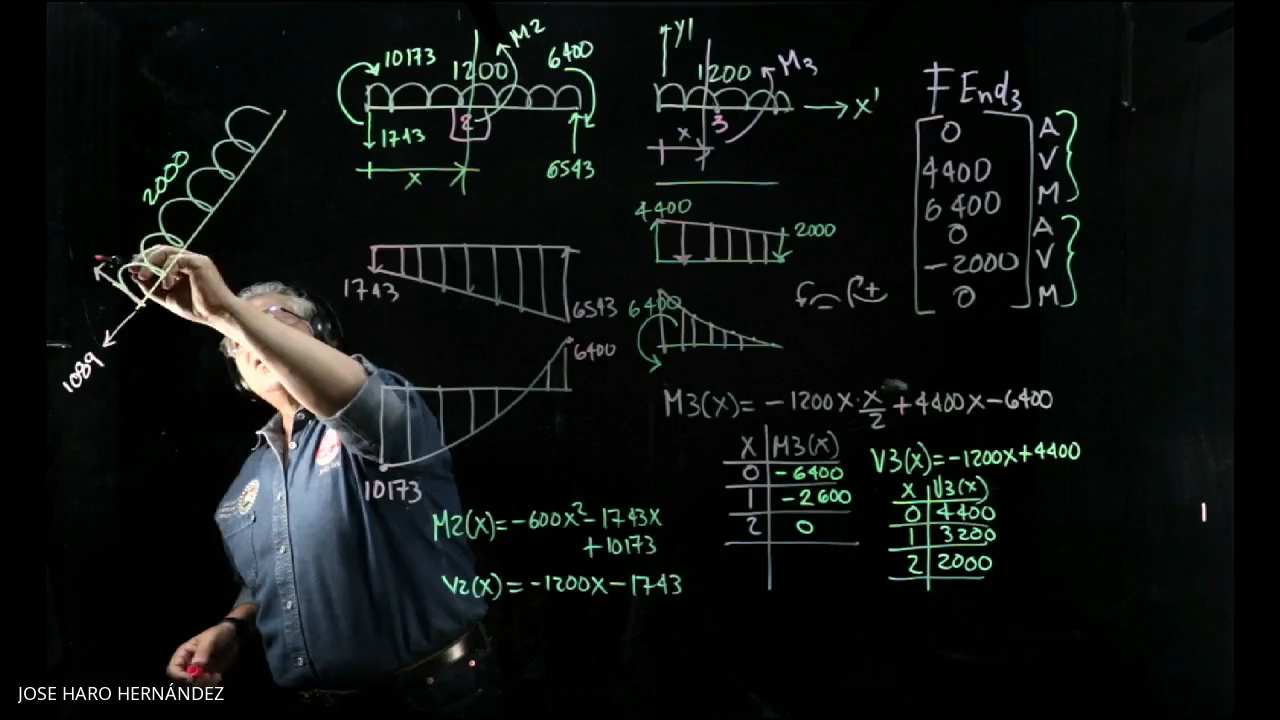 2000
1089
10173 1200 M2 6400
2
1743
x
6543
1743
6543
6400
10173
M2(X)=-600X²-1743X
+10173
V2(X)=-1200X-1743
Y1
1200 M3
X'
x 3
4400
2000
6400
+
M3(X)=-1200X·X/2+4400X-6400
X M3(X)
0 -6400
1 -2600
2 0
V3(X)=-1200X+4400
X V3(X)
0 4400
1 3200
2 2000
F End3
0 A
4400 V
6400 M
0 A
-2000 V
0 M
JOSE HARO HERNÁNDEZ